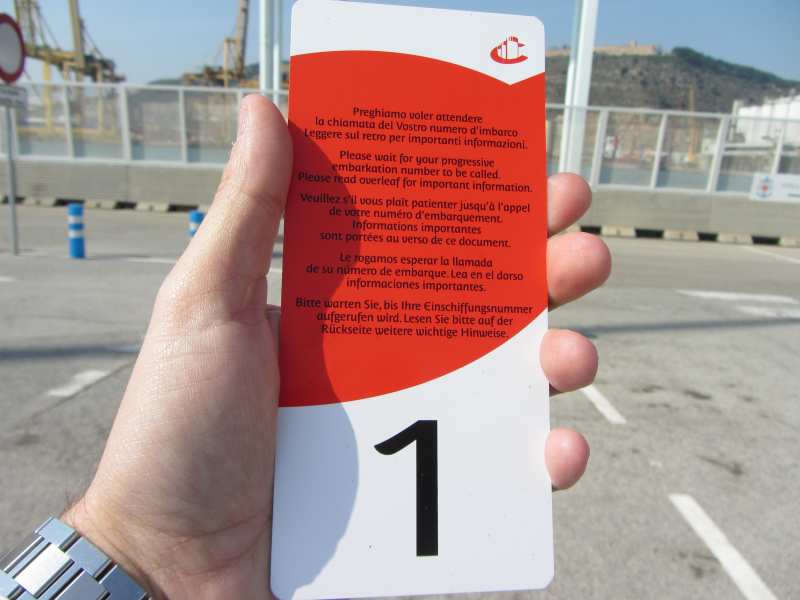 Preghiamo voler attendere
la chiamata del Vostro numero d'imbarco
Leggere sul retro per importanti informazioni.
Please wait for your progressive
embarkation number to be called.
Please read overleaf for important information.
Veuillez s'il vous plaît patienter jusqu'à l'appel
de votre numéro d'embarquement.
Informations importantes
sont portées au verso de ce document.
Le rogamos esperar la llamada
de su número de embarque. Lea en el dorso
informaciones importantes.
Bitte warten Sie, bis Ihre Einschiffungsnummer
aufgerufen wird. Lesen Sie bitte auf der
Rückseite weitere wichtige Hinweise.
1